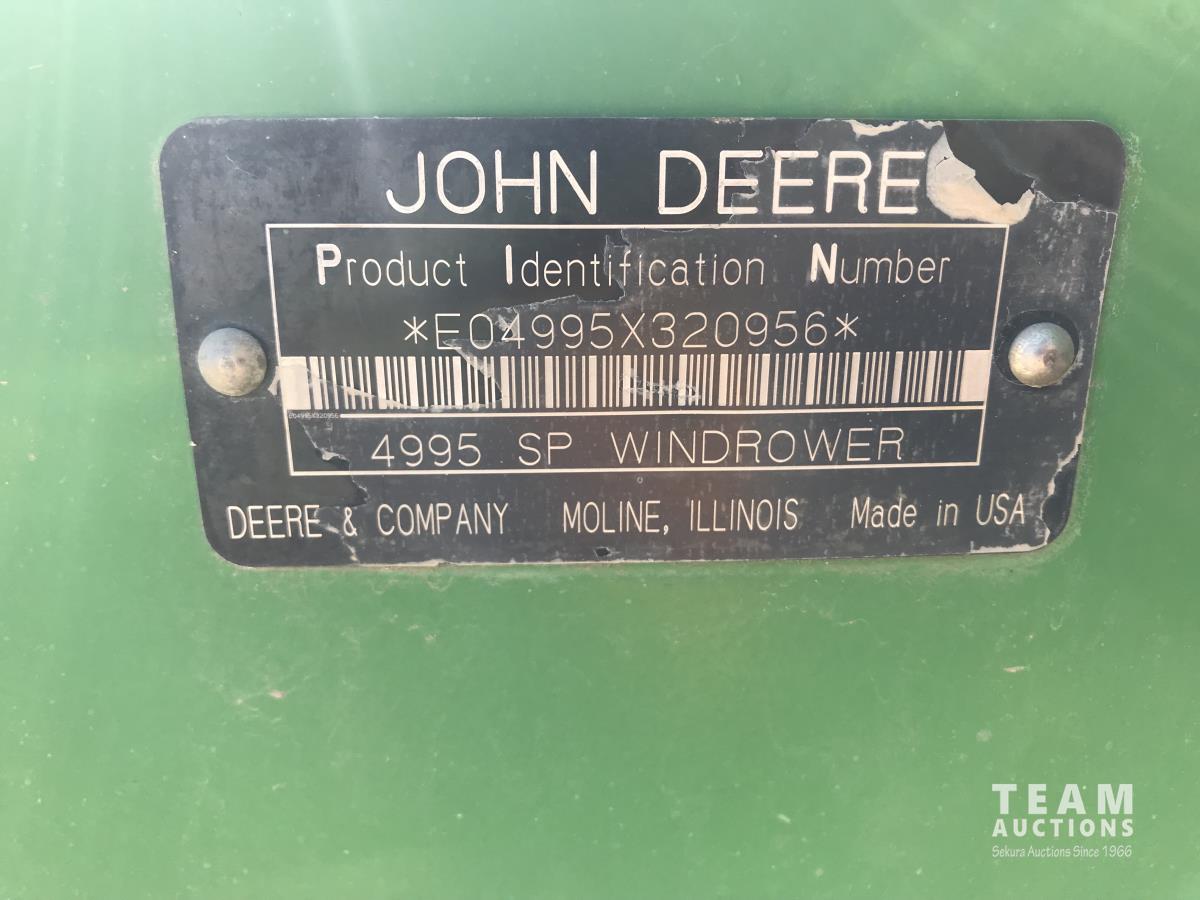 JOHN DEERE
Product Identification Number
*E04995X320956*
E04995X320956
4995 SP WINDROWER
DEERE & COMPANY MOLINE, ILLINOIS Made in USA
TEAM
AUCTIONS
Sekura Auctions Since 1966